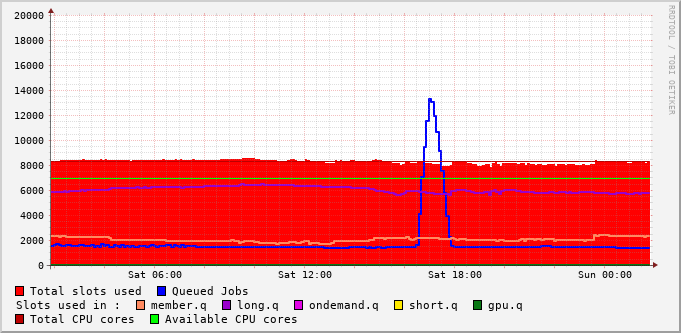 20000
18000
16000
14000
12000
10000
8000
6000
4000
2000
0
Sat 06:00 Sat 12:00 Sat 18:00 Sun 00:00
RRDTOOL / TOBI OETIKER
Total slots used Queued Jobs
Slots used in : member.q long.q ondemand.q short.q gpu.q
Total CPU cores Available CPU cores